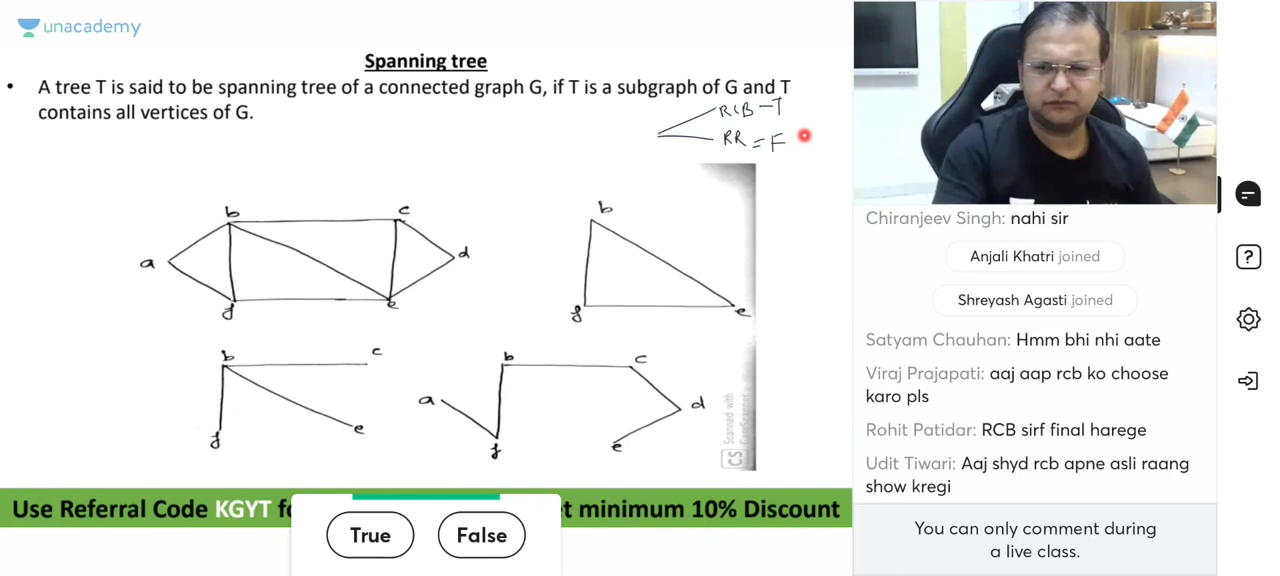 unacademy
Spanning tree
• A tree T is said to be spanning tree of a connected graph G, if T is a subgraph of G and T
contains all vertices of G.
RCB - T
RR = F
b
c
a
d
f
e
b
f
e
b
c
f
e
b
c
a
d
f
e
CS
Scanned with
CamScanner
Use Referral Code KGYT f
t minimum 10% Discount
True
False
Chiranjeev Singh: nahi sir
Anjali Khatri joined
Shreyash Agasti joined
Satyam Chauhan: Hmm bhi nhi aate
Viraj Prajapati: aaj aap rcb ko choose
karo pls
Rohit Patidar: RCB sirf final harege
Udit Tiwari: Aaj shyd rcb apne asli raang
show kregi
You can only comment during
a live class.
?